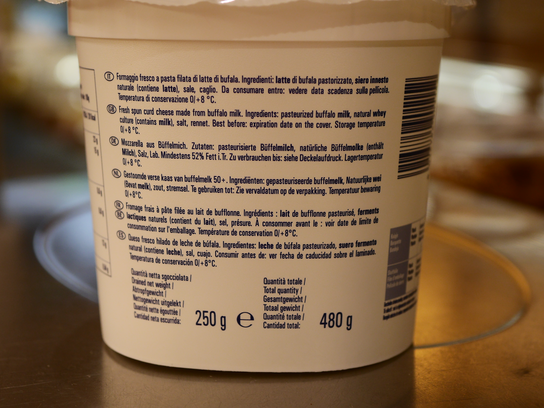 IT Formaggio fresco a pasta filata di latte di bufala. Ingredienti: latte di bufala pastorizzato, siero innesto
naturale (contiene latte), sale, caglio. Da consumare entro: vedere data scadenza sulla pellicola.
Temperatura di conservazione 0/+8 °C.
GB Fresh spun curd cheese made from buffalo milk. Ingredients: pasteurized buffalo milk, natural whey
culture (contains milk), salt, rennet. Best before: expiration date on the cover. Storage temperature
0/+8 °C.
Mozzarella aus Büffelmilch. Zutaten: pasteurisierte Büffelmilch, natürliche Büffelmolke (enthält
Milch), Salz, Lab. Mindestens 52% Fett i.Tr. Zu verbrauchen bis: siehe Deckelaufdruck. Lagertemperatur
0/+8°C.
NL Gestoomde verse kaas van buffelmelk 50+. Ingrediënten: gepasteuriseerde buffelmelk, Natuurlijke wei
(Bevat melk), zout, stremsel. Te gebruiken tot: Zie vervaldatum op de verpakking. Temperatuur bewaring
0/+8°C.
FR Fromage frais à pâte filée au lait de bufflonne. Ingrédients : lait de bufflonne pasteurisé, ferments
BE lactiques naturels (contient du lait), sel, présure. A consommer avant le : voir date de limite de
consommation sur l'emballage. Température de conservation 0/+8°C.
ES Queso fresco hilado de leche de búfala. Ingredientes: leche de búfala pasteurizado, suero fermento
natural (contiene leche), sal, cuajo. Consumir antes de: ver fecha de caducidad sobre el laminado.
Temperatura de conservación 0/+8°C.
Quantità netta sgocciolata /
Drained net weight /
Abtropfgewicht /
Nettogewicht uitgelekt /
Quantité nette égouttée /
Cantidad neta escurrida:
250 g ℮
Quantità totale /
Total quantity /
Gesamtgewicht /
Totaal gewicht /
Quantité totale /
Cantidad total:
480 g